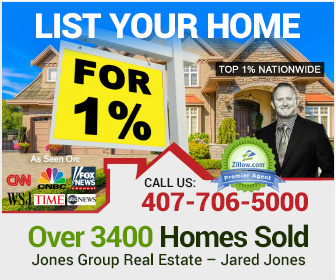 LIST YOUR HOME
FOR
1%
TOP 1% NATIONWIDE
As Seen On:
CNN
CNBC
FOX
NEWS
channel
WSJ
TIME
abc NEWS
Zillow.com
Premier Agent
CALL US:
407-706-5000
Over 3400 Homes Sold
Jones Group Real Estate – Jared Jones